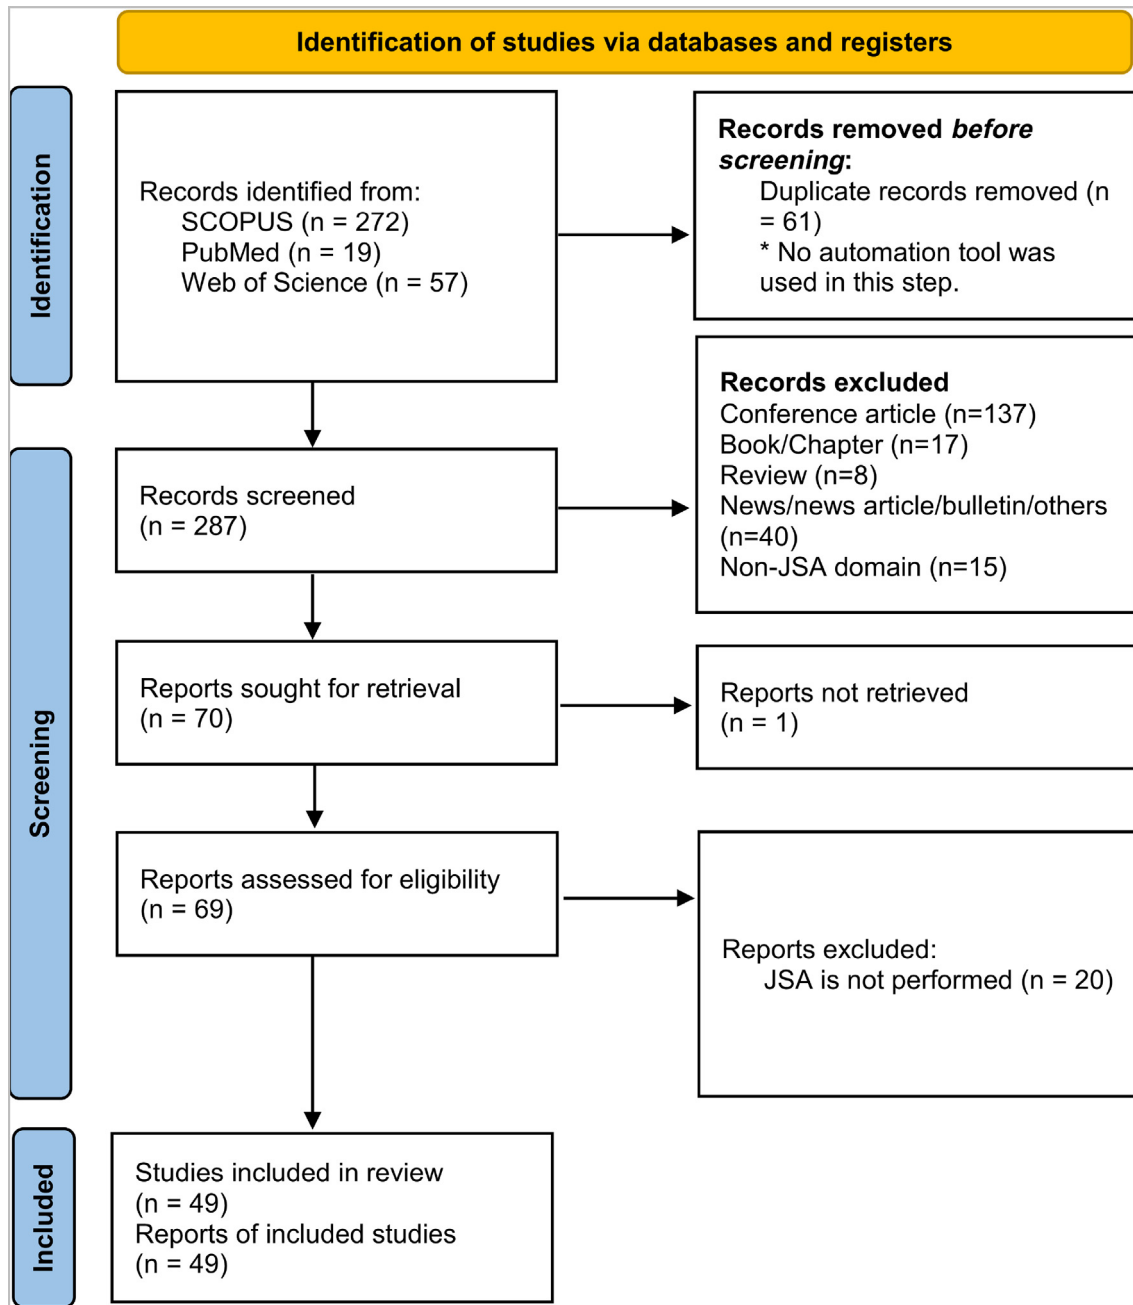 Identification of studies via databases and registers
Identification
Records identified from:
SCOPUS (n = 272)
PubMed (n = 19)
Web of Science (n = 57)
Records removed before
screening:
Duplicate records removed (n
= 61)
* No automation tool was
used in this step.
Screening
Records screened
(n = 287)
Records excluded
Conference article (n=137)
Book/Chapter (n=17)
Review (n=8)
News/news article/bulletin/others
(n=40)
Non-JSA domain (n=15)
Reports sought for retrieval
(n = 70)
Reports not retrieved
(n = 1)
Reports assessed for eligibility
(n = 69)
Reports excluded:
JSA is not performed (n = 20)
Included
Studies included in review
(n = 49)
Reports of included studies
(n = 49)